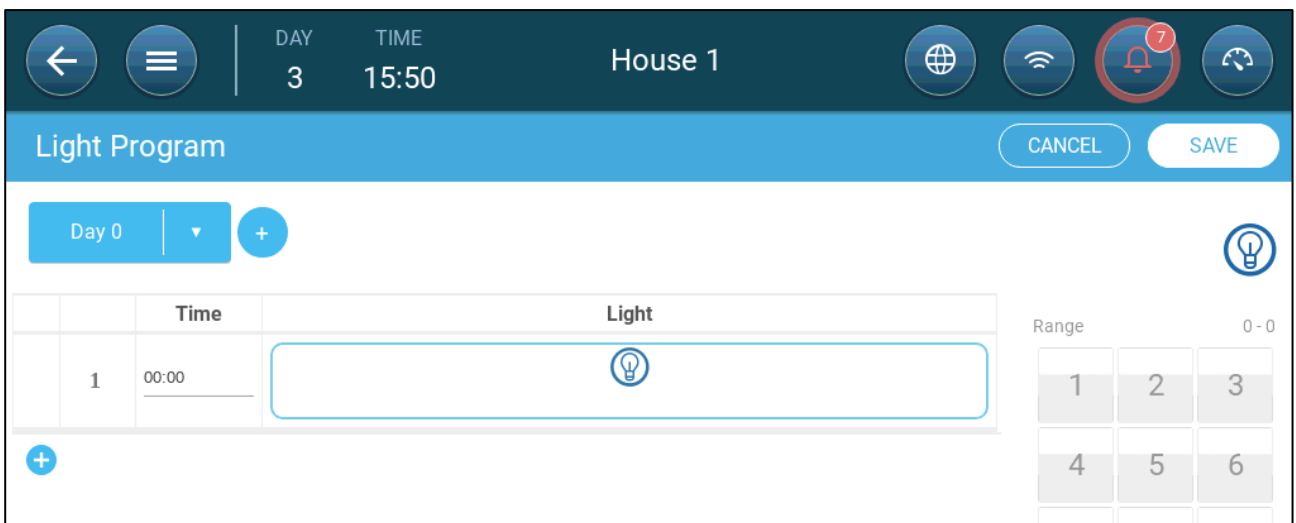 DAY TIME
3 15:50 House 1 7
Light Program CANCEL SAVE
Day 0 ▼ +
Time Light
Range 0 - 0
1 00:00
1 2 3
+
4 5 6